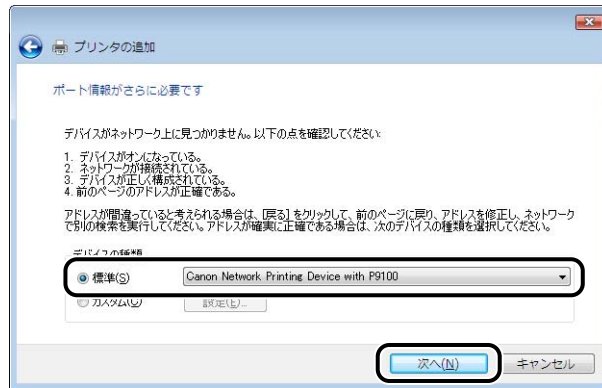 プリンタの追加
ポート情報がさらに必要です
デバイスがネットワーク上に見つかりません。以下の点を確認してください:
1. デバイスがオンになっている。
2. ネットワークが接続されている。
3. デバイスが正しく構成されている。
4. 前のページのアドレスが正確である。
アドレスが間違っていると考えられる場合は、[戻る] をクリックして、前のページに戻り、アドレスを修正し、ネットワーク
で別の検索を実行してください。アドレスが確実に正確である場合は、次のデバイスの種類を選択してください。
デバイスの種類
標準(S) Canon Network Printing Device with P9100
カスタム(C) 設定(E)...
次へ(N) キャンセル